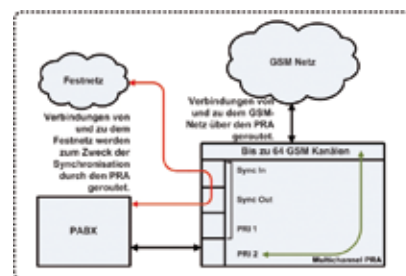 Festnetz
GSM Netz
Verbindungen von
und zu dem
Festnetz werden
zum Zweck der
Synchronisation
durch den PRA
geroutet.
Verbindungen von
und zu dem GSM-
Netz über den PRA
geroutet.
Bis zu 64 GSM Kanälen
Sync In
Sync Out
PRI 1
PRI 2
Multichannel PRA
PABX